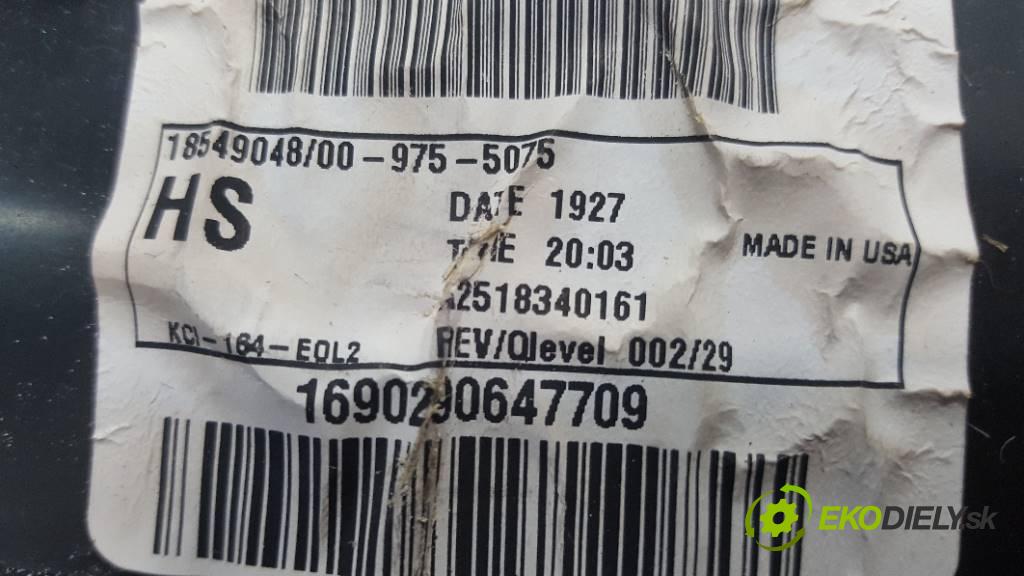 18549048/00-975-5075
HS
DATE 1927
TIME 20:03
MADE IN USA
A2518340161
KCI-164-EOL2
REV/Qlevel 002/29
1690290647709
EKODIELY.sk